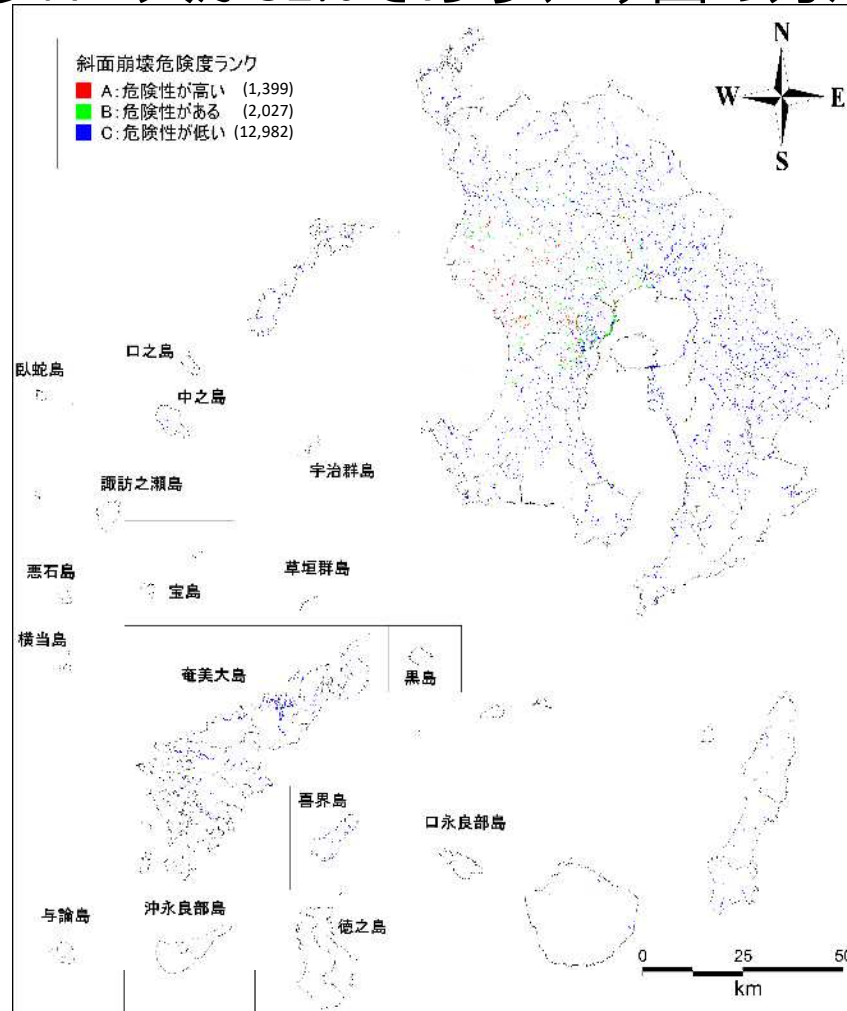 斜面崩壊危険度ランク
A:危険性が高い (1,399)
B:危険性がある (2,027)
C:危険性が低い (12,982)
N
W E
S
口之島
臥蛇島
中之島
宇治群島
諏訪之瀬島
悪石島
宝島
草垣群島
横当島
奄美大島
黒島
喜界島
口永良部島
与論島
沖永良部島
徳之島
0 25 50
km